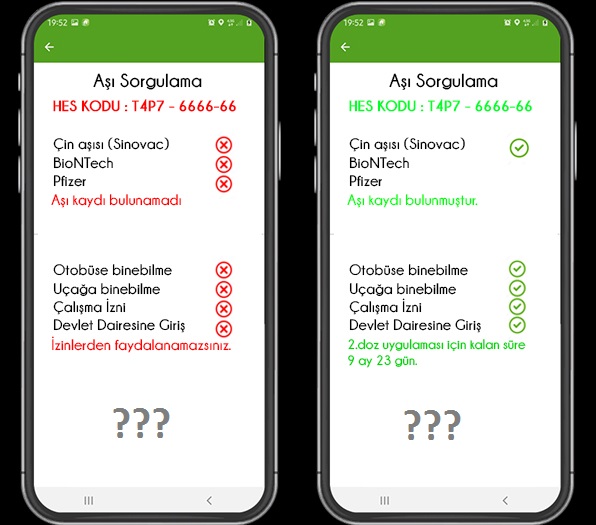 19:52
Aşı Sorgulama
HES KODU : T4P7 - 6666-66
Çin aşısı (Sinovac)
BioNTech
Pfizer
Aşı kaydı bulunamadı
Otobüse binebilme
Uçağa binebilme
Çalışma İzni
Devlet Dairesine Giriş
İzinlerden faydalanamazsınız.
???
19:52
Aşı Sorgulama
HES KODU : T4P7 - 6666-66
Çin aşısı (Sinovac)
BioNTech
Pfizer
Aşı kaydı bulunmuştur.
Otobüse binebilme
Uçağa binebilme
Çalışma İzni
Devlet Dairesine Giriş
2.doz uygulaması için kalan süre
9 ay 23 gün.
???